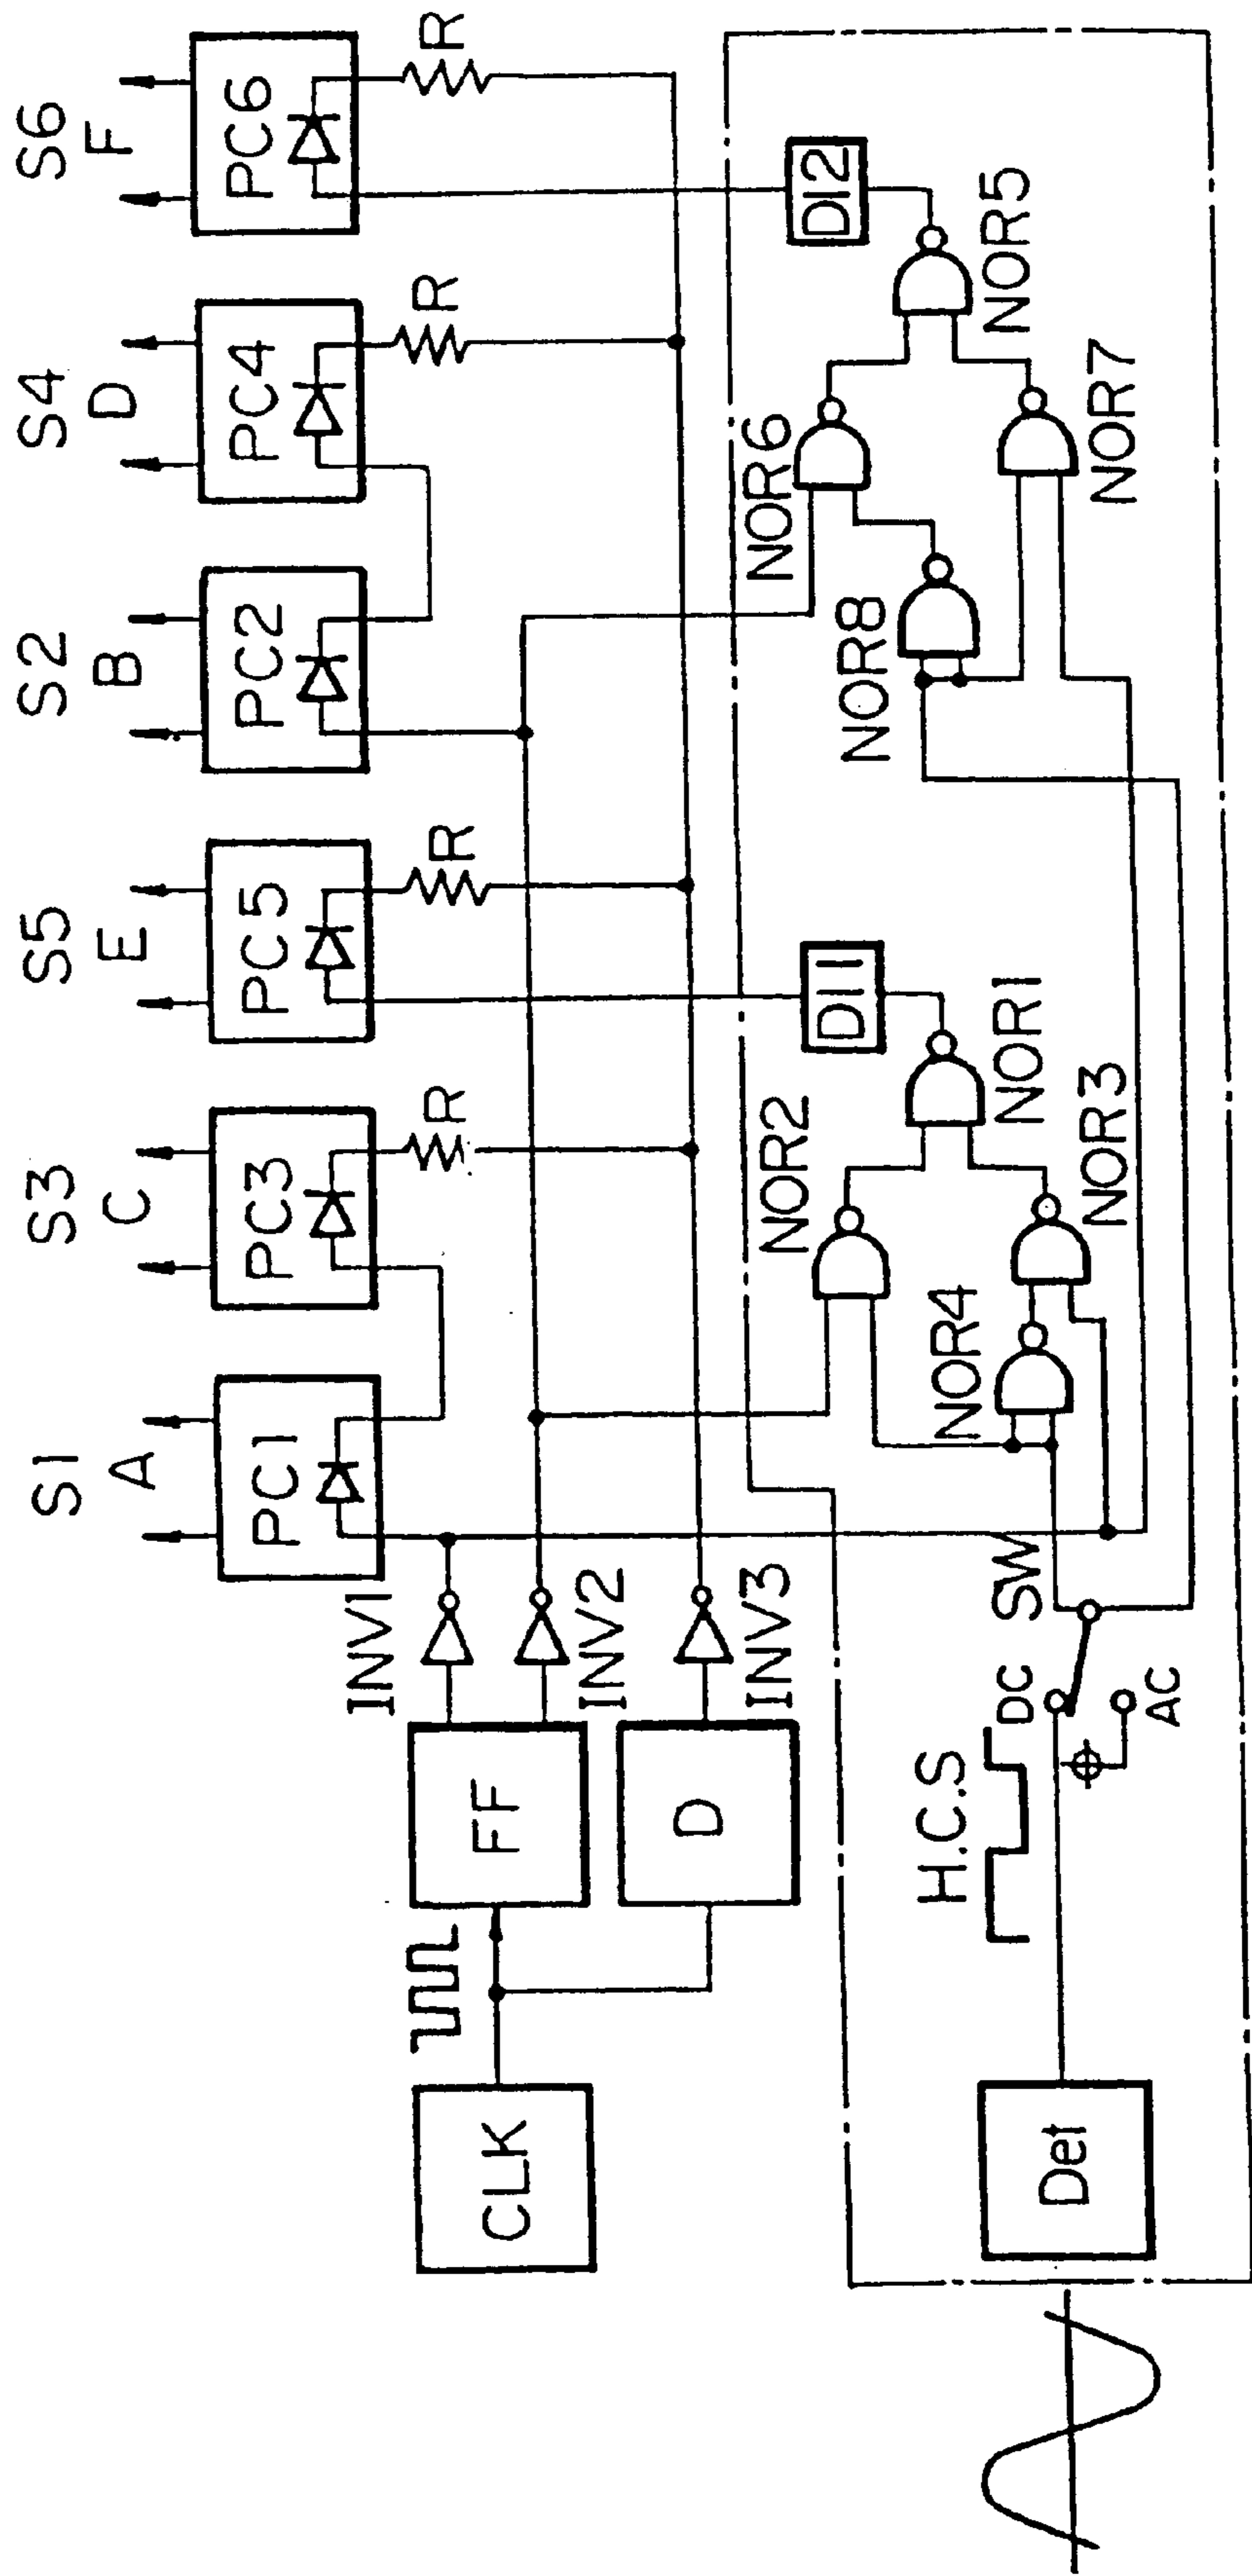 S1
A
S3
C
S5
E
S2
B
S4
D
S6
F
PC1
PC3
PC5
PC2
PC4
PC6
R
R
R
R
INV1
INV2
INV3
CLK
FF
D
DI1
DI2
NOR2
NOR1
NOR4
NOR3
NOR6
NOR5
NOR8
NOR7
SW
DC
AC
H.C.S
Det